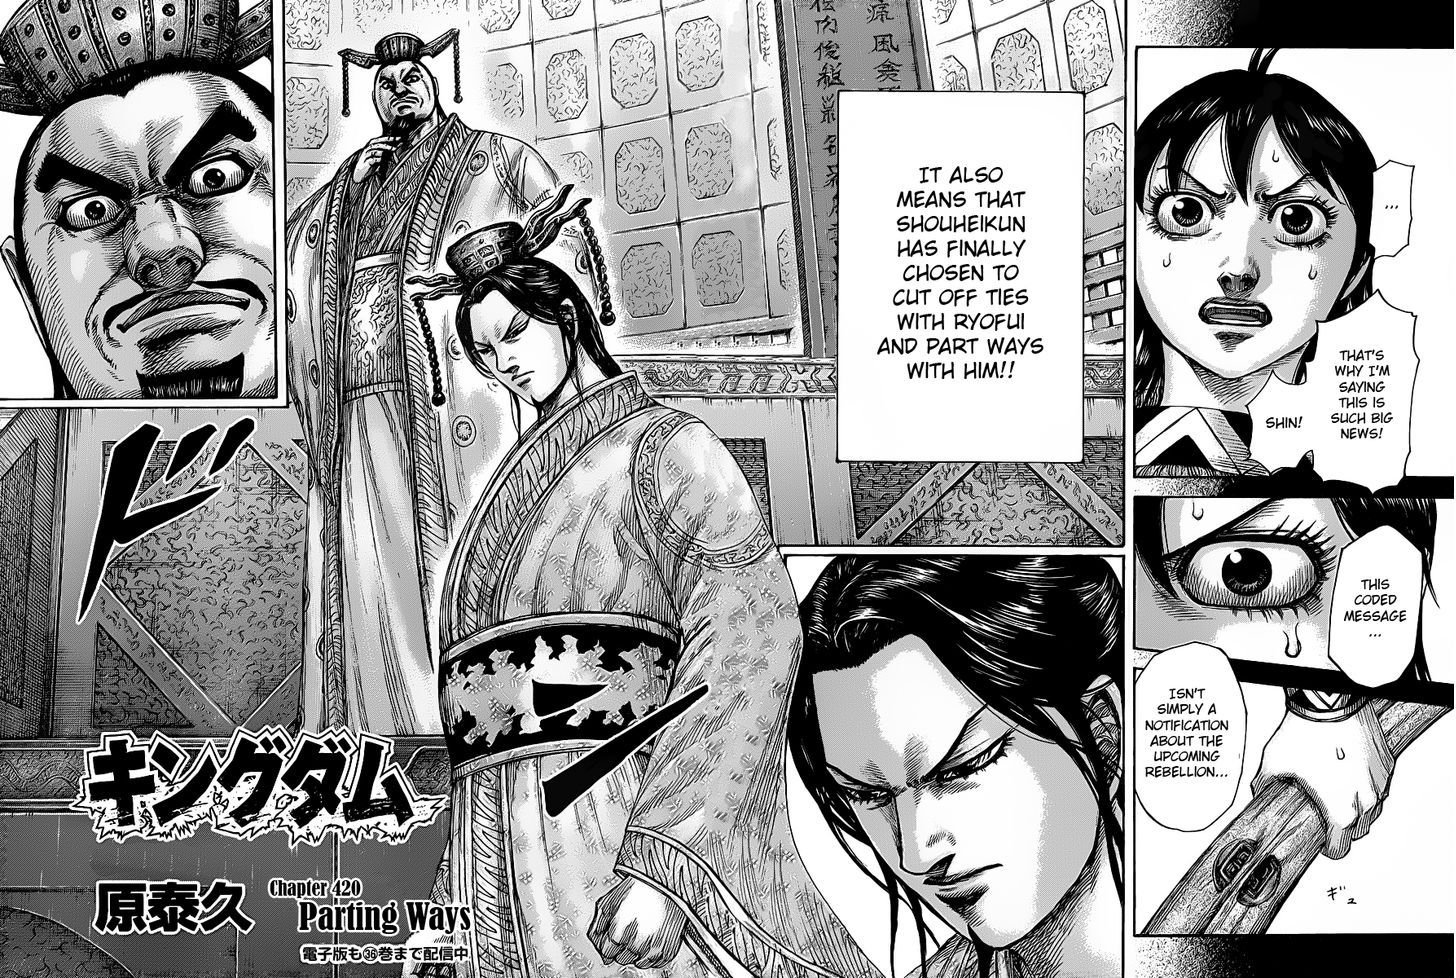 ...
THAT'S
WHY I'M
SAYING
THIS IS
SUCH BIG
NEWS!
SHIN!
THIS
CODED
MESSAGE
...
ISN'T
SIMPLY A
NOTIFICATION
ABOUT THE
UPCOMING
REBELLION...
ギュ
IT ALSO
MEANS THAT
SHOUHEIKUN
HAS FINALLY
CHOSEN TO
CUT OFF TIES
WITH RYOFUI
AND PART WAYS
WITH HIM!!
ドン
キングダム
原泰久
Chapter 420
Parting Ways
電子版も㊱巻まで配信中